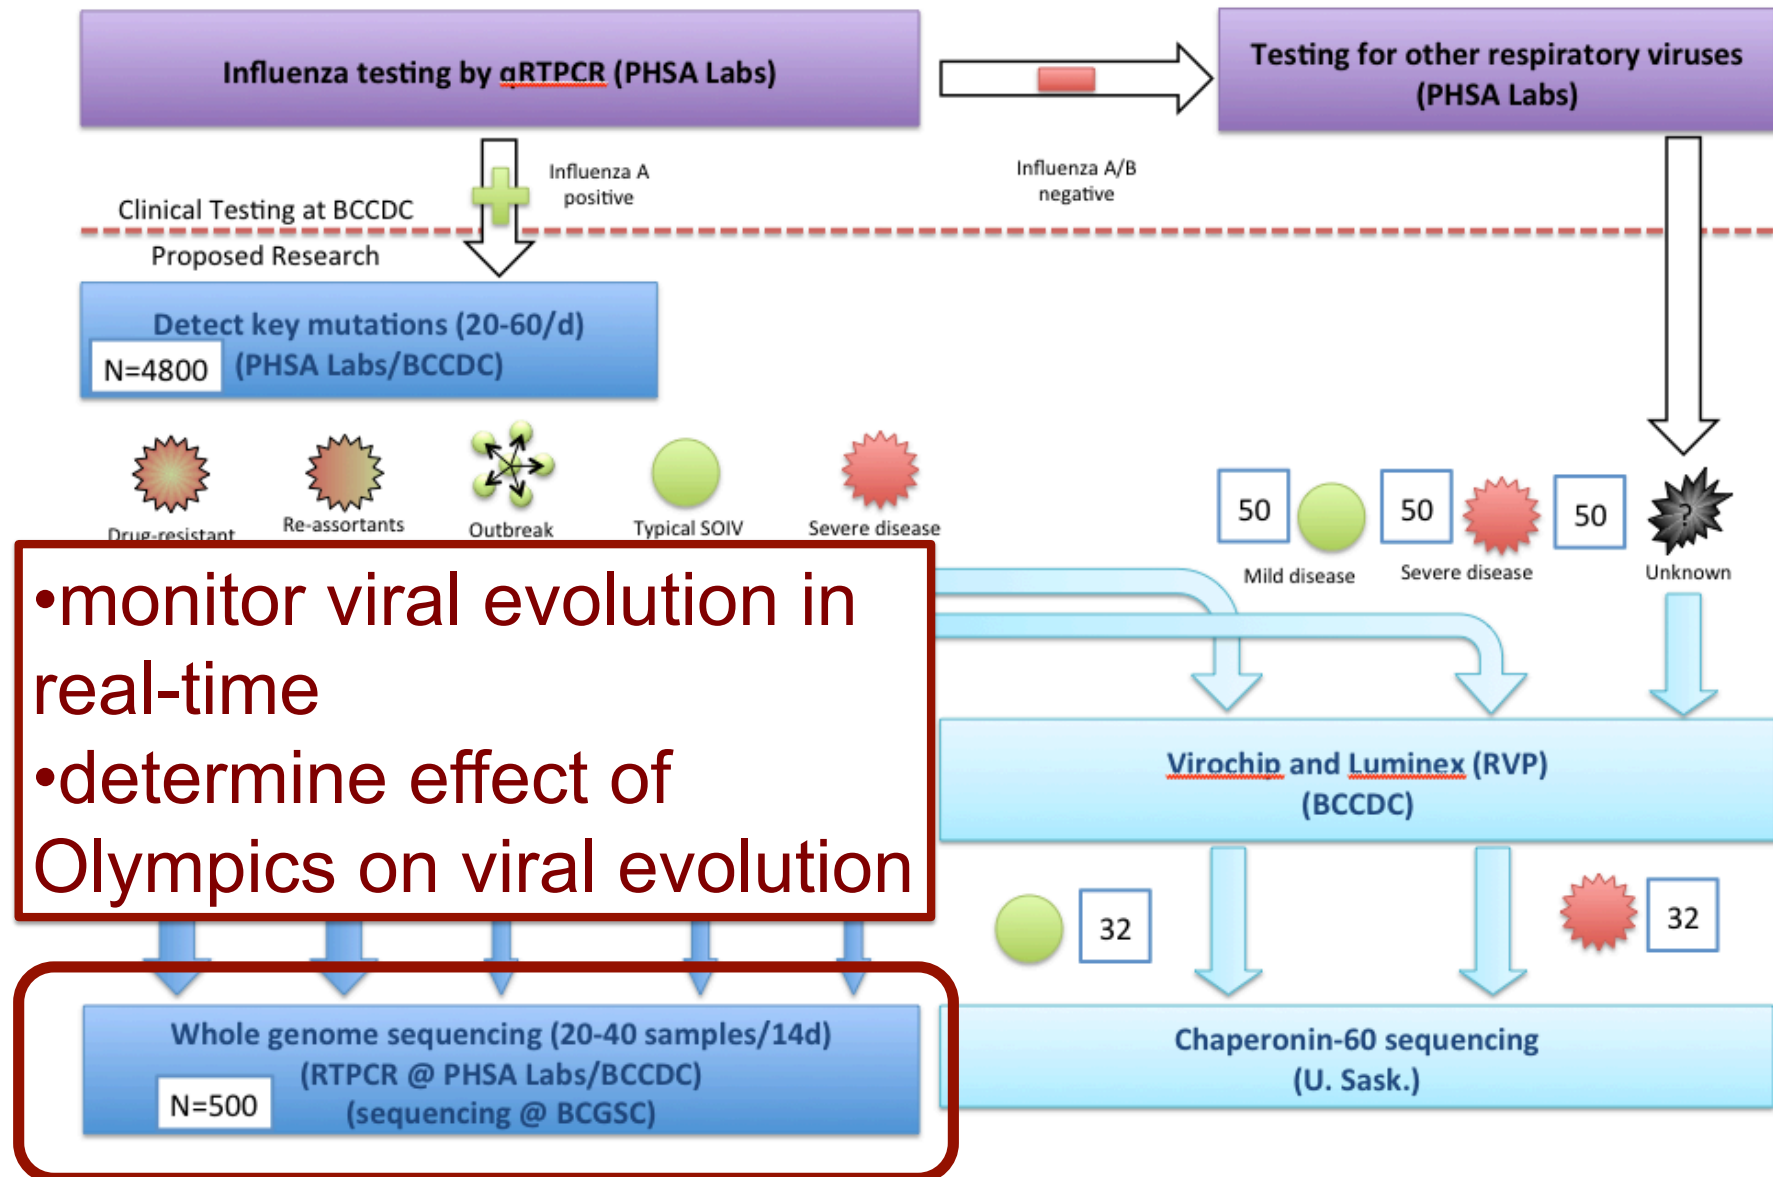 Influenza testing by qRTPCR (PHSA Labs)
Testing for other respiratory viruses
(PHSA Labs)
Influenza A
positive
Influenza A/B
negative
Clinical Testing at BCCDC
Proposed Research
Detect key mutations (20-60/d)
(PHSA Labs/BCCDC)
N=4800
Drug-resistant
Re-assortants
Outbreak
Typical SOIV
Severe disease
50
50
50
?
Mild disease
Severe disease
Unknown
•monitor viral evolution in
real-time
•determine effect of
Olympics on viral evolution
Virochip and Luminex (RVP)
(BCCDC)
32
32
Whole genome sequencing (20-40 samples/14d)
(RTPCR @ PHSA Labs/BCCDC)
N=500
(sequencing @ BCGSC)
Chaperonin-60 sequencing
(U. Sask.)